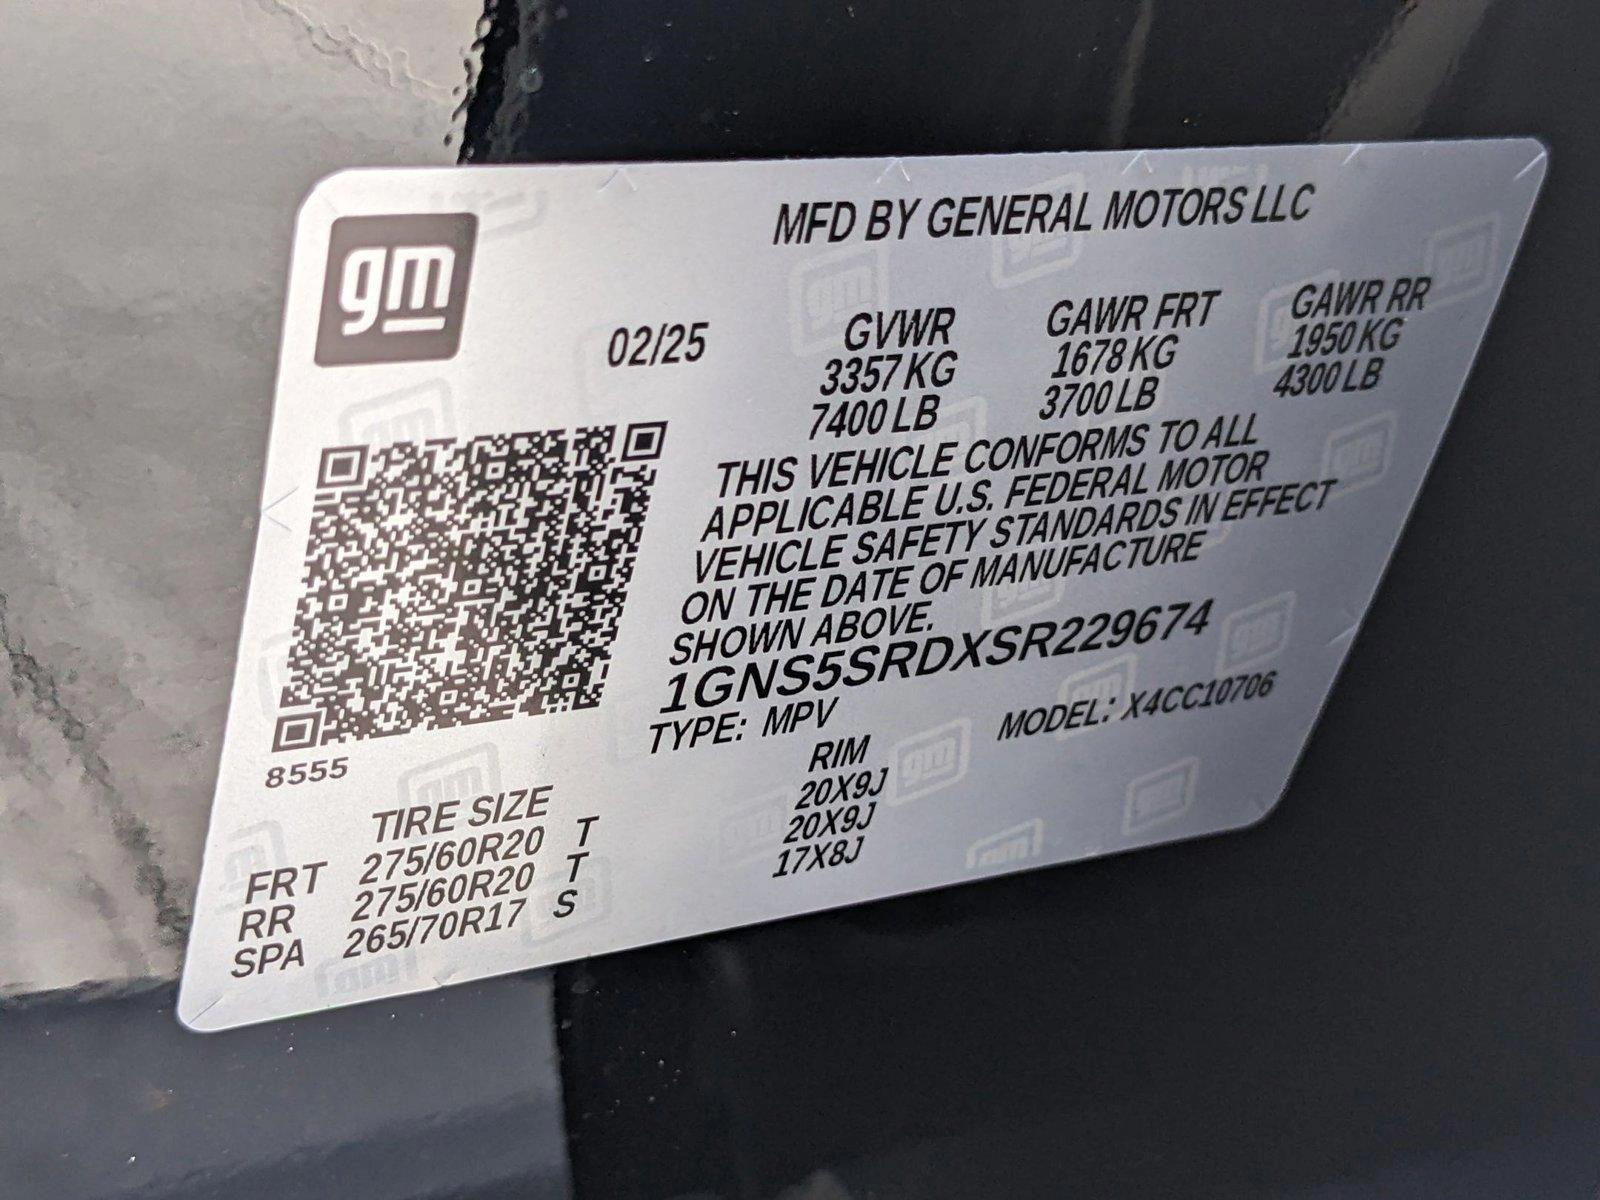 gm
MFD BY GENERAL MOTORS LLC
02/25 GVWR GAWR FRT GAWR RR
3357 KG 1678 KG 1950 KG
7400 LB 3700 LB 4300 LB
THIS VEHICLE CONFORMS TO ALL
APPLICABLE U.S. FEDERAL MOTOR
VEHICLE SAFETY STANDARDS IN EFFECT
ON THE DATE OF MANUFACTURE
SHOWN ABOVE.
1GNS5SRDXSR229674
TYPE: MPV MODEL: X4CC10706
8555
TIRE SIZE RIM
FRT 275/60R20 T 20X9J
RR 275/60R20 T 20X9J
SPA 265/70R17 S 17X8J